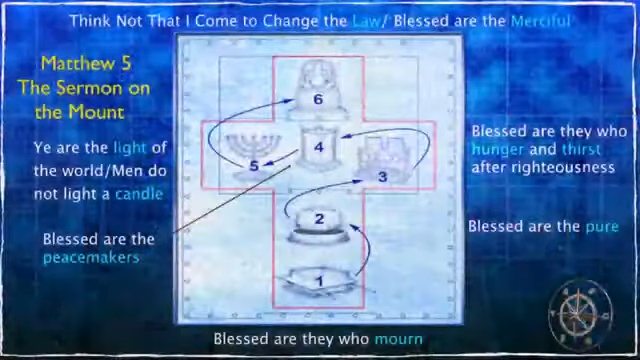 Think Not That I Come to Change the Law/ Blessed are the Merciful
Matthew 5
The Sermon on
the Mount
Ye are the light of
the world/Men do
not light a candle
Blessed are the
peacemakers
6
5
4
3
2
1
Blessed are they who
hunger and thirst
after righteousness
Blessed are the pure
Blessed are they who mourn